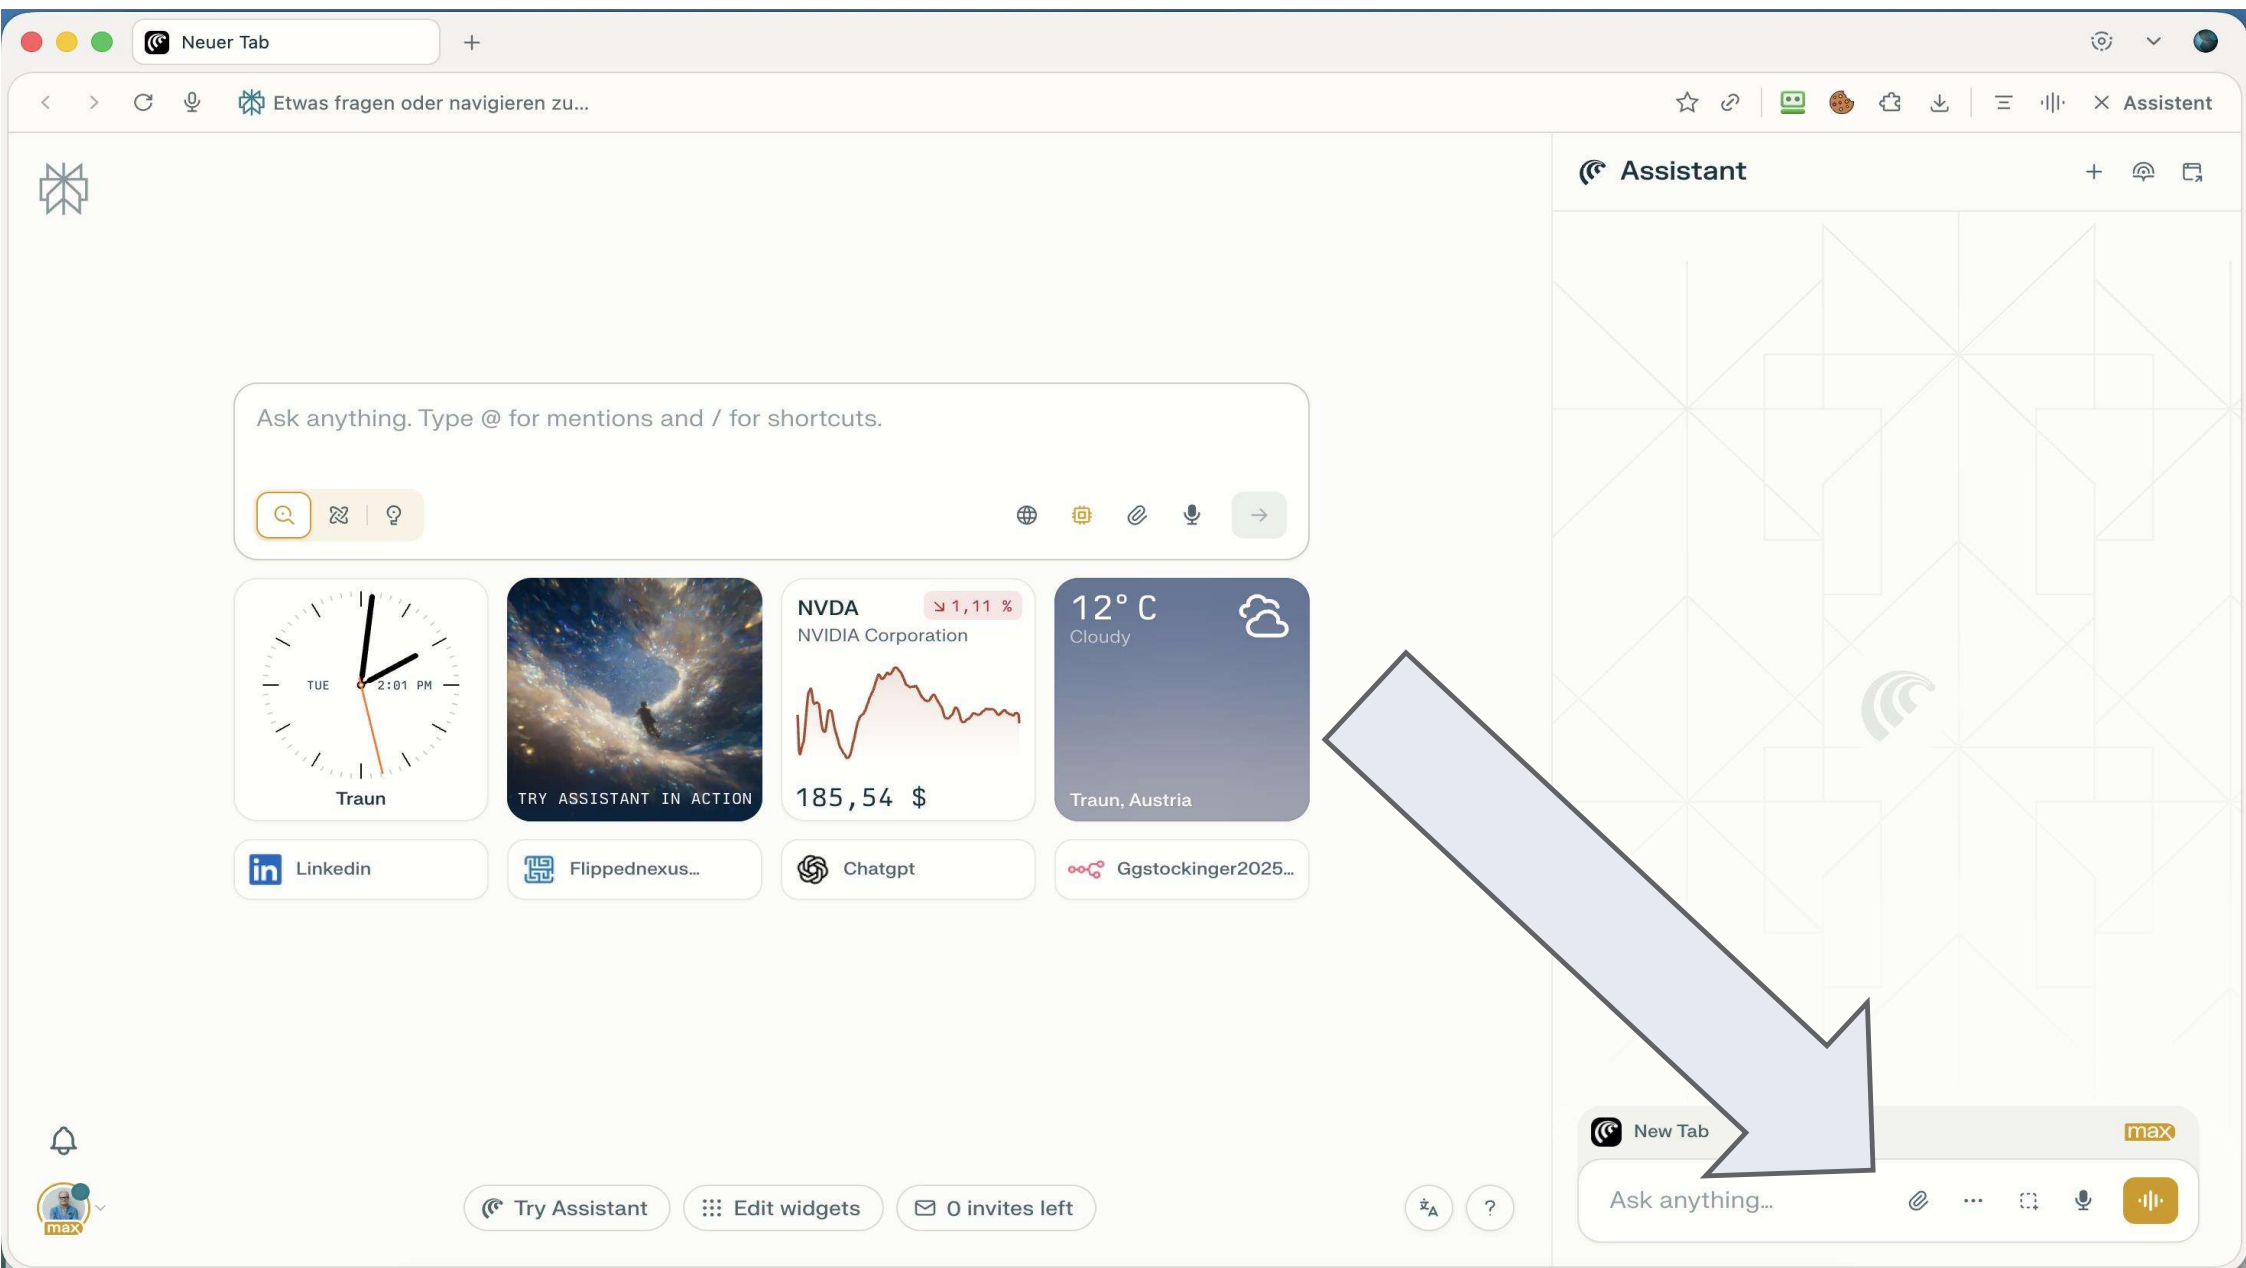 Neuer Tab
Etwas fragen oder navigieren zu...
Assistent
Assistant
Ask anything. Type @ for mentions and / for shortcuts.
TUE 2:01 PM
Traun
TRY ASSISTANT IN ACTION
NVDA 1,11 %
NVIDIA Corporation
185,54 $
12° C
Cloudy
Traun, Austria
Linkedin
Flippednexus...
Chatgpt
Ggstockinger2025...
New Tab
max
Ask anything...
max
Try Assistant
Edit widgets
0 invites left
?